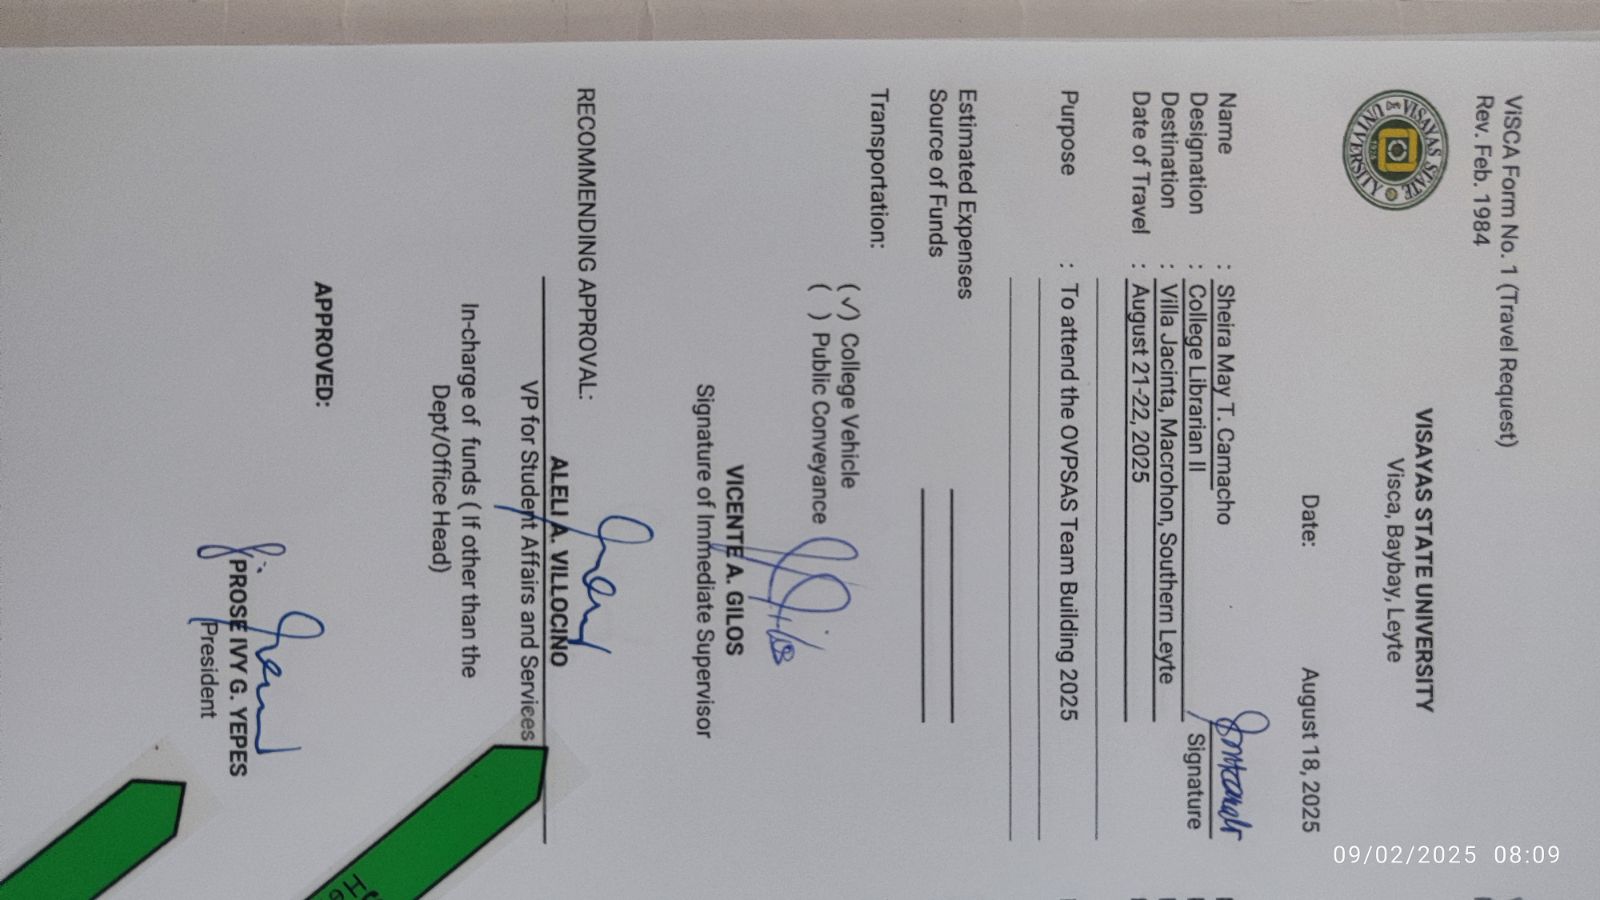 ViSCA Form No. 1 (Travel Request)
Rev. Feb. 1984
VISAYAS STATE UNIVERSITY
VISAYAS STATE UNIVERSITY
Visca, Baybay, Leyte
Date: August 18, 2025
Name : Sheira May T. Camacho
Designation : College Librarian II Signature
Destination : Villa Jacinta, Macrohon, Southern Leyte
Date of Travel : August 21-22, 2025
Purpose : To attend the OVPSAS Team Building 2025
Estimated Expenses
Source of Funds
Transportation:
(✓) College Vehicle
( ) Public Conveyance
VICENTE A. GILOS
Signature of Immediate Supervisor
RECOMMENDING APPROVAL:
ALELI A. VILLOCINO
VP for Student Affairs and Services
In-charge of funds ( If other than the
Dept/Office Head)
APPROVED:
PROSE IVY G. YEPES
President
09/02/2025 08:09